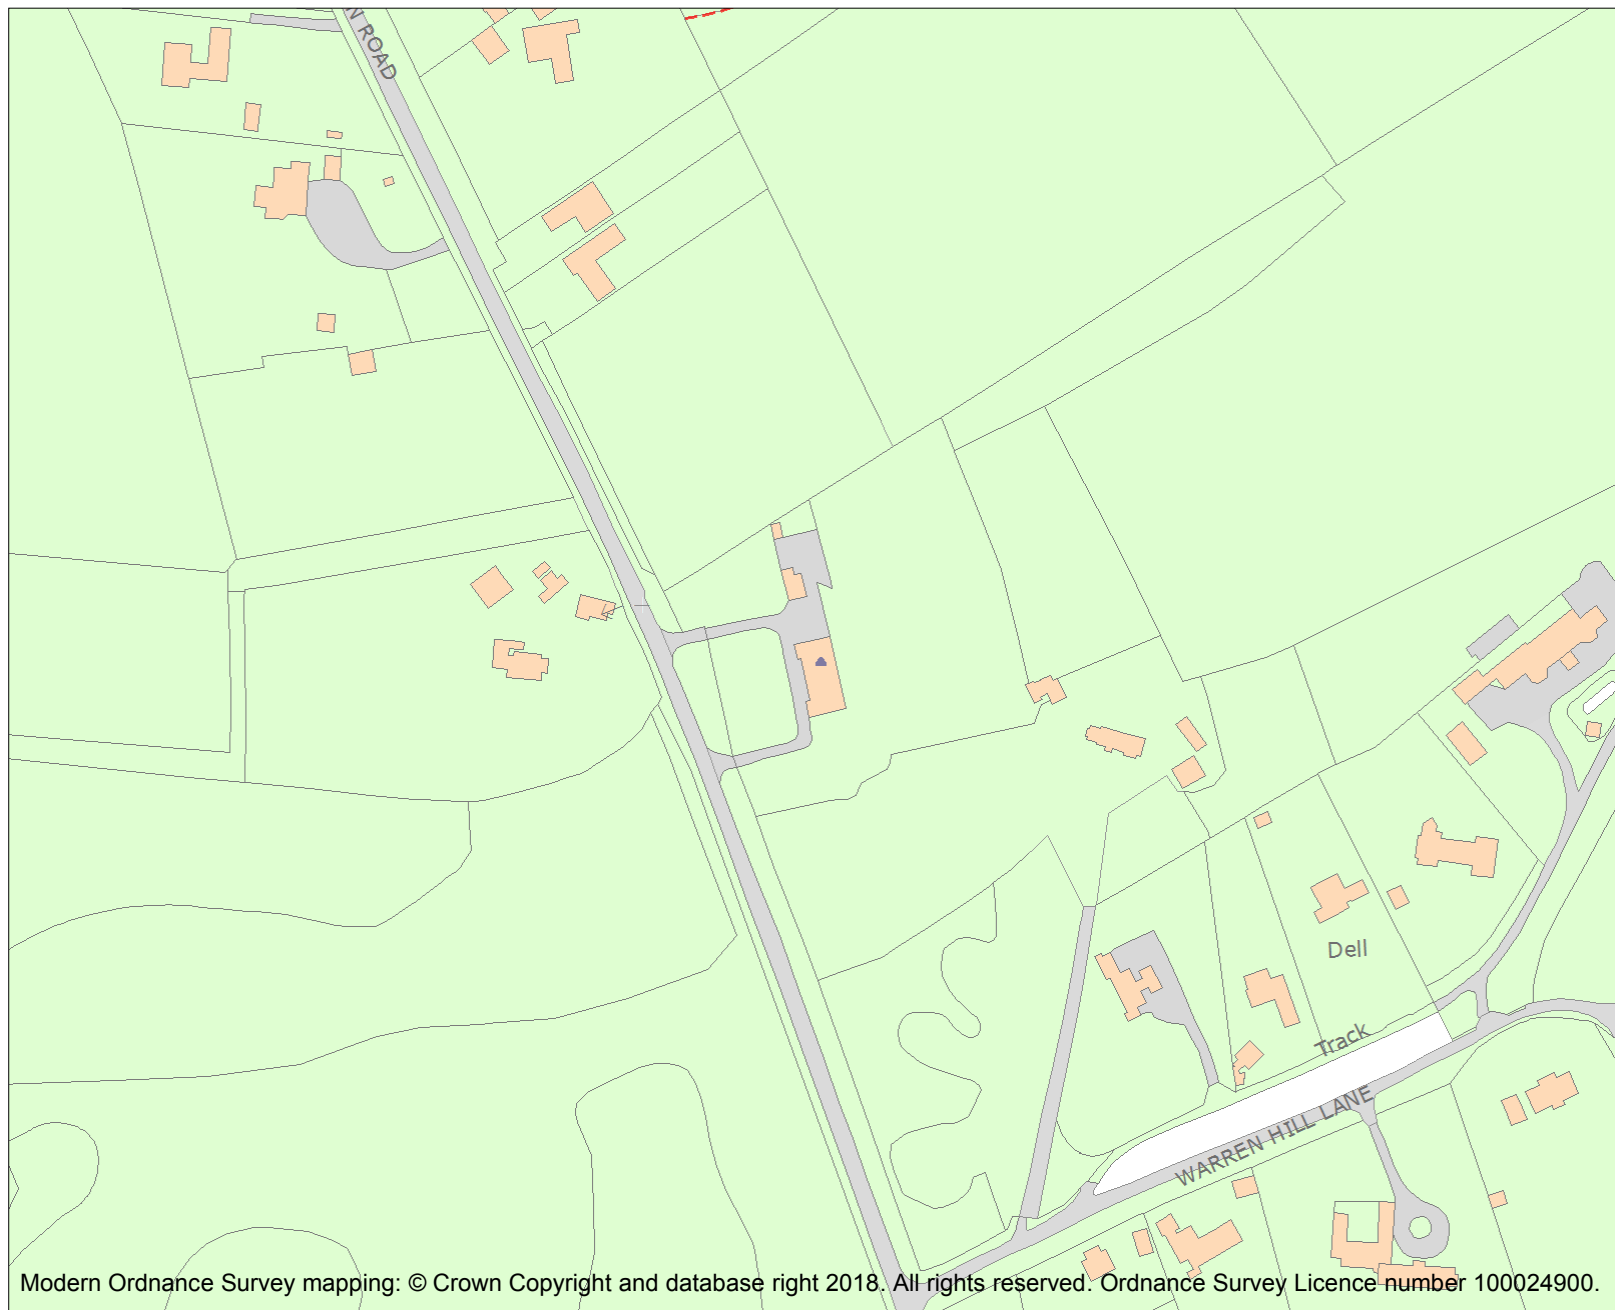 N ROAD
Dell
Track
WARREN HILL LANE
Modern Ordnance Survey mapping: © Crown Copyright and database right 2018. All rights reserved. Ordnance Survey Licence number 100024900.